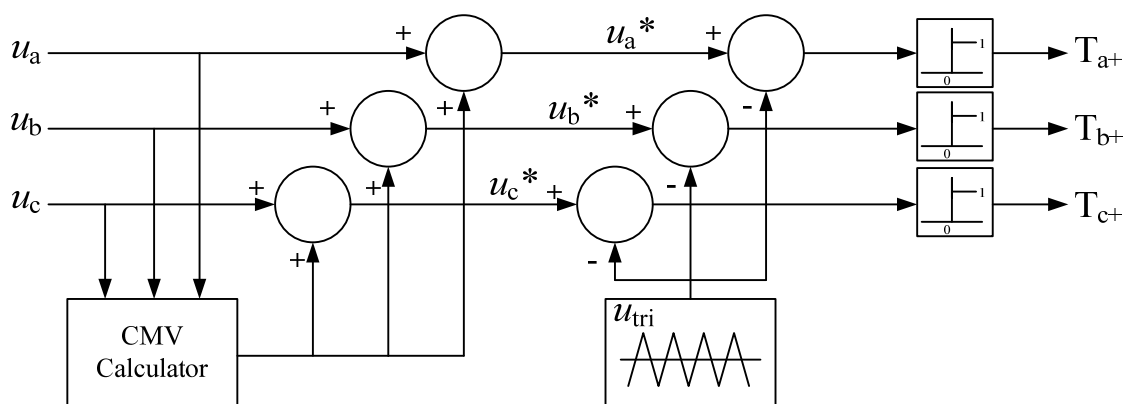 u_a + + u_a* + - 1 0 T_a+
u_b + + u_b* + - 1 0 T_b+
u_c + + u_c* + - 1 0 T_c+
CMV
Calculator
u_tri